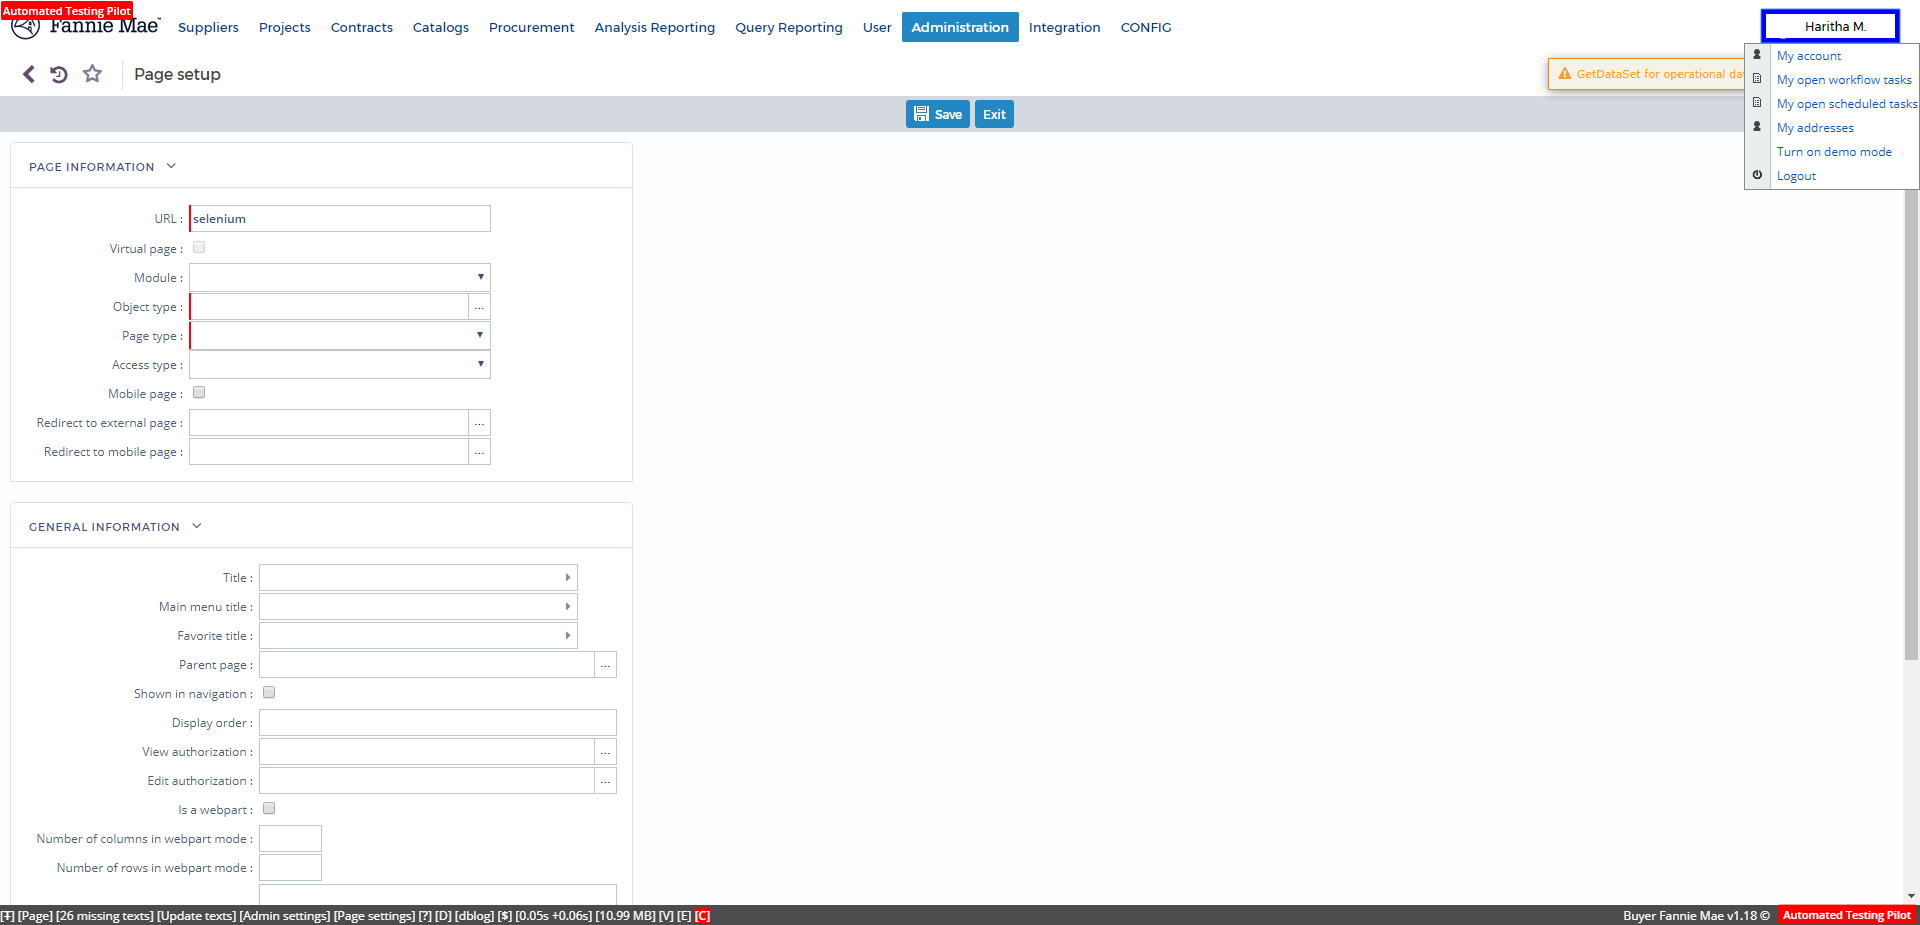 Automated Testing Pilot
Fannie Mae™
Suppliers Projects Contracts Catalogs Procurement Analysis Reporting Query Reporting User Administration Integration CONFIG
Haritha M.
My account
My open workflow tasks
My open scheduled tasks
My addresses
Turn on demo mode
Logout
Page setup
GetDataSet for operational da
Save Exit
PAGE INFORMATION
URL : selenium
Virtual page :
Module :
Object type : ...
Page type :
Access type :
Mobile page :
Redirect to external page : ...
Redirect to mobile page : ...
GENERAL INFORMATION
Title :
Main menu title :
Favorite title :
Parent page : ...
Shown in navigation :
Display order :
View authorization : ...
Edit authorization : ...
Is a webpart :
Number of columns in webpart mode :
Number of rows in webpart mode :
[T] [Page] [26 missing texts] [Update texts] [Admin settings] [Page settings] [?] [D] [dblog] [$] [0.05s +0.06s] [10.99 MB] [V] [E] [C]
Buyer Fannie Mae v1.18 © Automated Testing Pilot